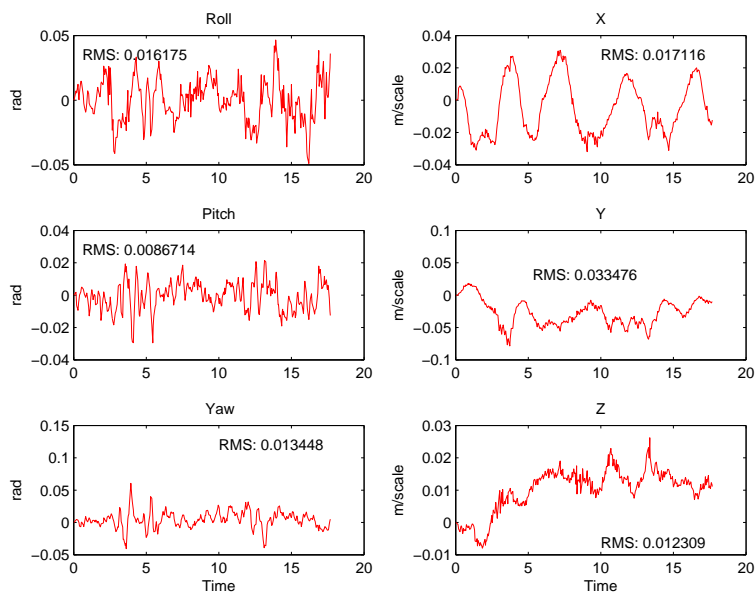 Roll
RMS: 0.016175
rad
0.05
0
−0.05
0 5 10 15 20
X
RMS: 0.017116
m/scale
0.04
0.02
0
−0.02
−0.04
0 5 10 15 20
Pitch
RMS: 0.0086714
rad
0.04
0.02
0
−0.02
−0.04
0 5 10 15 20
Y
RMS: 0.033476
m/scale
0.1
0.05
0
−0.05
−0.1
0 5 10 15 20
Yaw
RMS: 0.013448
rad
0.15
0.1
0.05
0
−0.05
0 5 10 15 20
Time
Z
RMS: 0.012309
m/scale
0.03
0.02
0.01
0
−0.01
0 5 10 15 20
Time